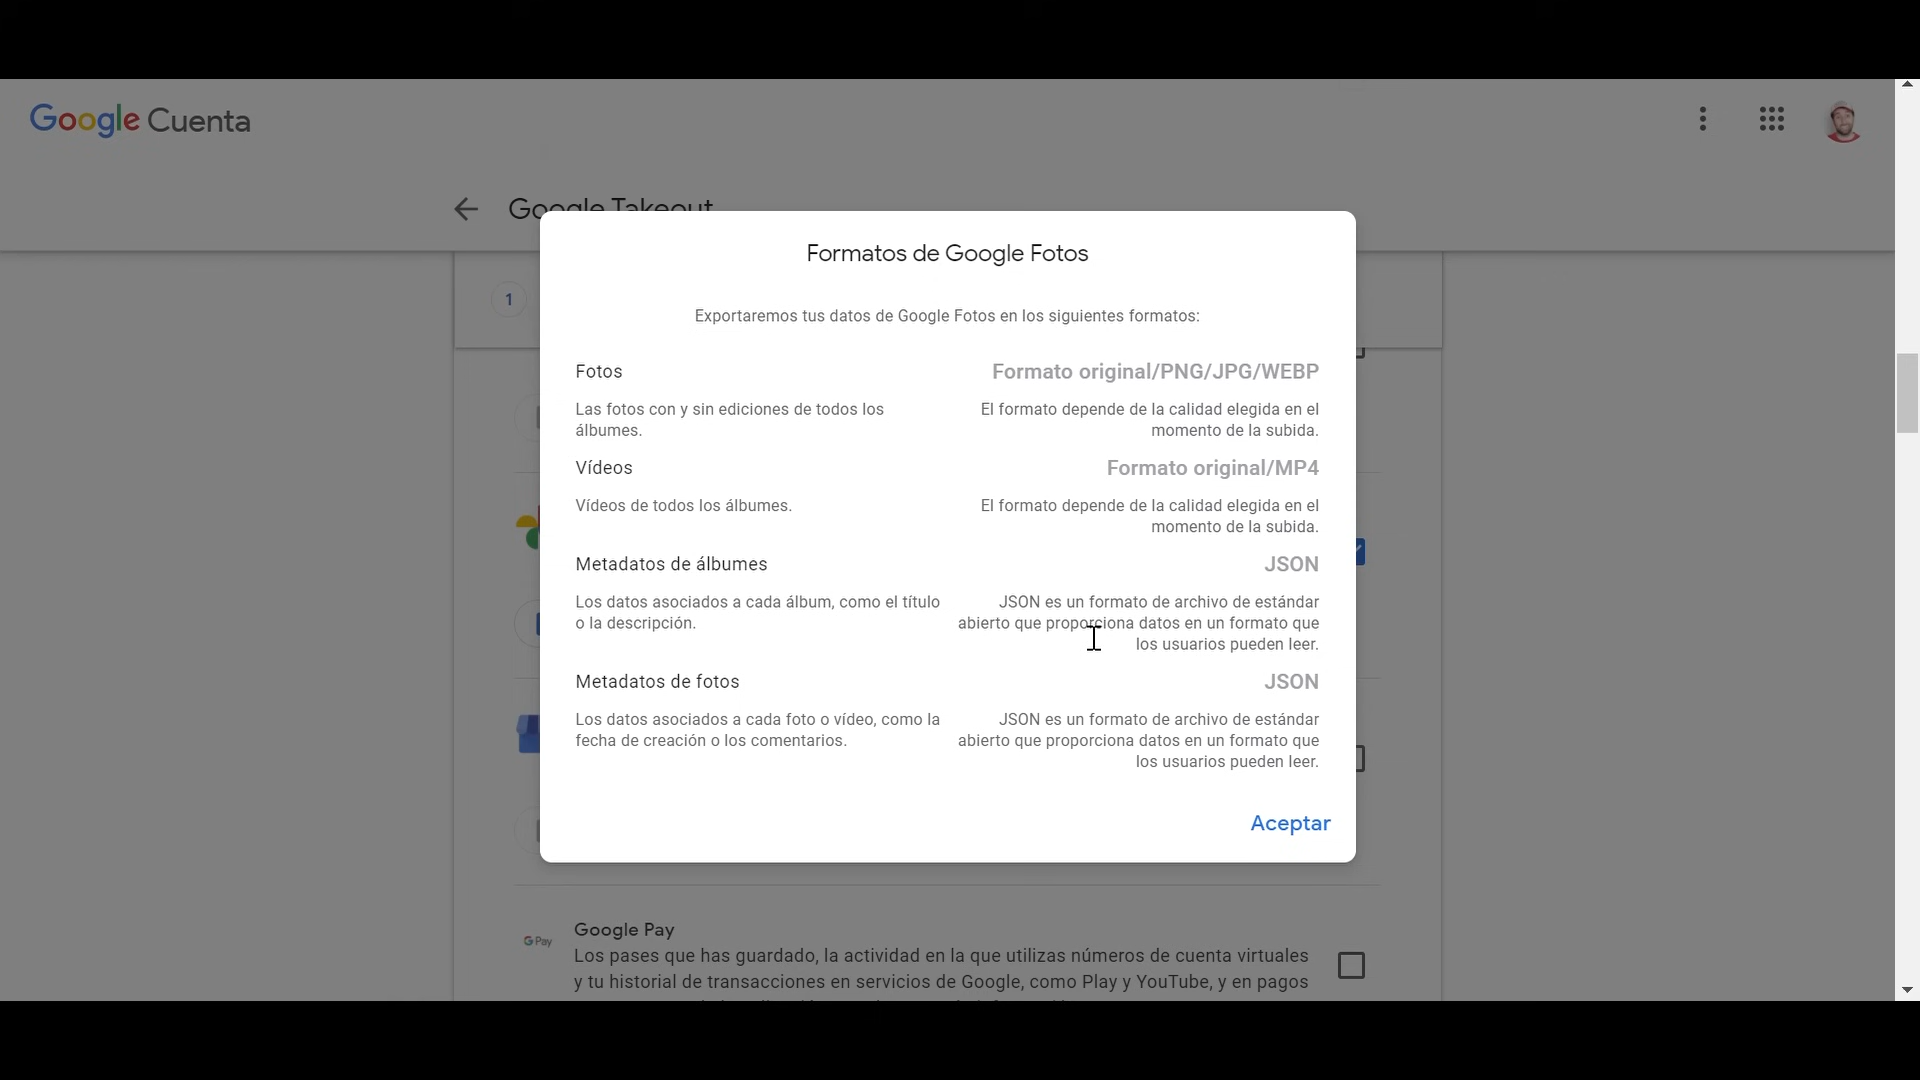 Google Cuenta
Google Takeout
Formatos de Google Fotos
1
Exportaremos tus datos de Google Fotos en los siguientes formatos:
Fotos
Formato original/PNG/JPG/WEBP
Las fotos con y sin ediciones de todos los
álbumes.
El formato depende de la calidad elegida en el
momento de la subida.
Vídeos
Formato original/MP4
Vídeos de todos los álbumes.
El formato depende de la calidad elegida en el
momento de la subida.
Metadatos de álbumes
JSON
Los datos asociados a cada álbum, como el título
o la descripción.
JSON es un formato de archivo de estándar
abierto que proporciona datos en un formato que
los usuarios pueden leer.
Metadatos de fotos
JSON
Los datos asociados a cada foto o vídeo, como la
fecha de creación o los comentarios.
JSON es un formato de archivo de estándar
abierto que proporciona datos en un formato que
los usuarios pueden leer.
Aceptar
G Pay
Google Pay
Los pases que has guardado, la actividad en la que utilizas números de cuenta virtuales
y tu historial de transacciones en servicios de Google, como Play y YouTube, y en pagos